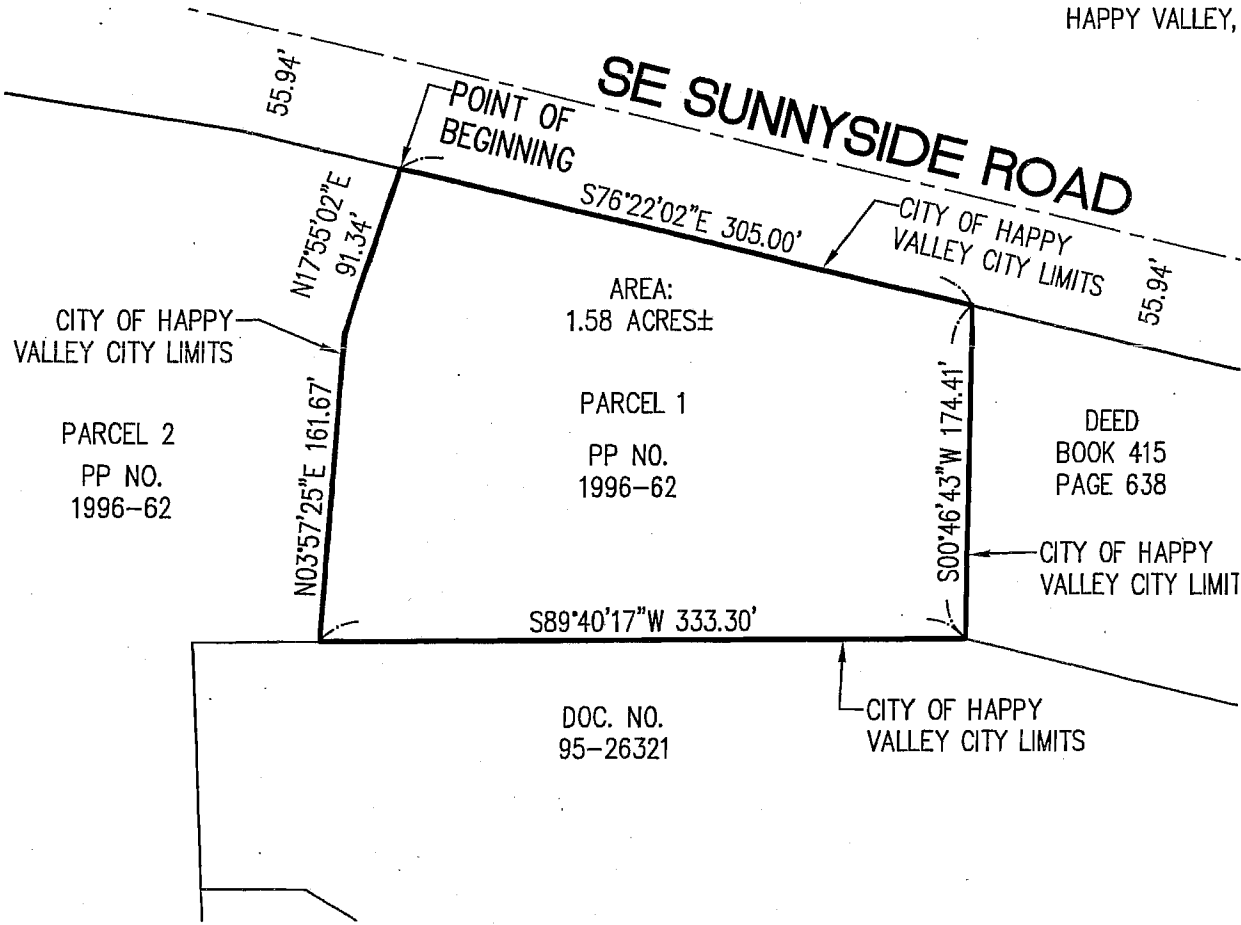 HAPPY VALLEY,
55.94'
SE SUNNYSIDE ROAD
POINT OF
BEGINNING
S76°22'02"E 305.00'
CITY OF HAPPY
VALLEY CITY LIMITS
55.94'
N17°55'02"E
91.34'
AREA:
1.58 ACRES±
CITY OF HAPPY
VALLEY CITY LIMITS
PARCEL 2
PP NO.
1996-62
N03°57'25"E 161.67'
PARCEL 1
PP NO.
1996-62
S00°46'43"W 174.41'
DEED
BOOK 415
PAGE 638
CITY OF HAPPY
VALLEY CITY LIMIT
S89°40'17"W 333.30'
DOC. NO.
95-26321
CITY OF HAPPY
VALLEY CITY LIMITS